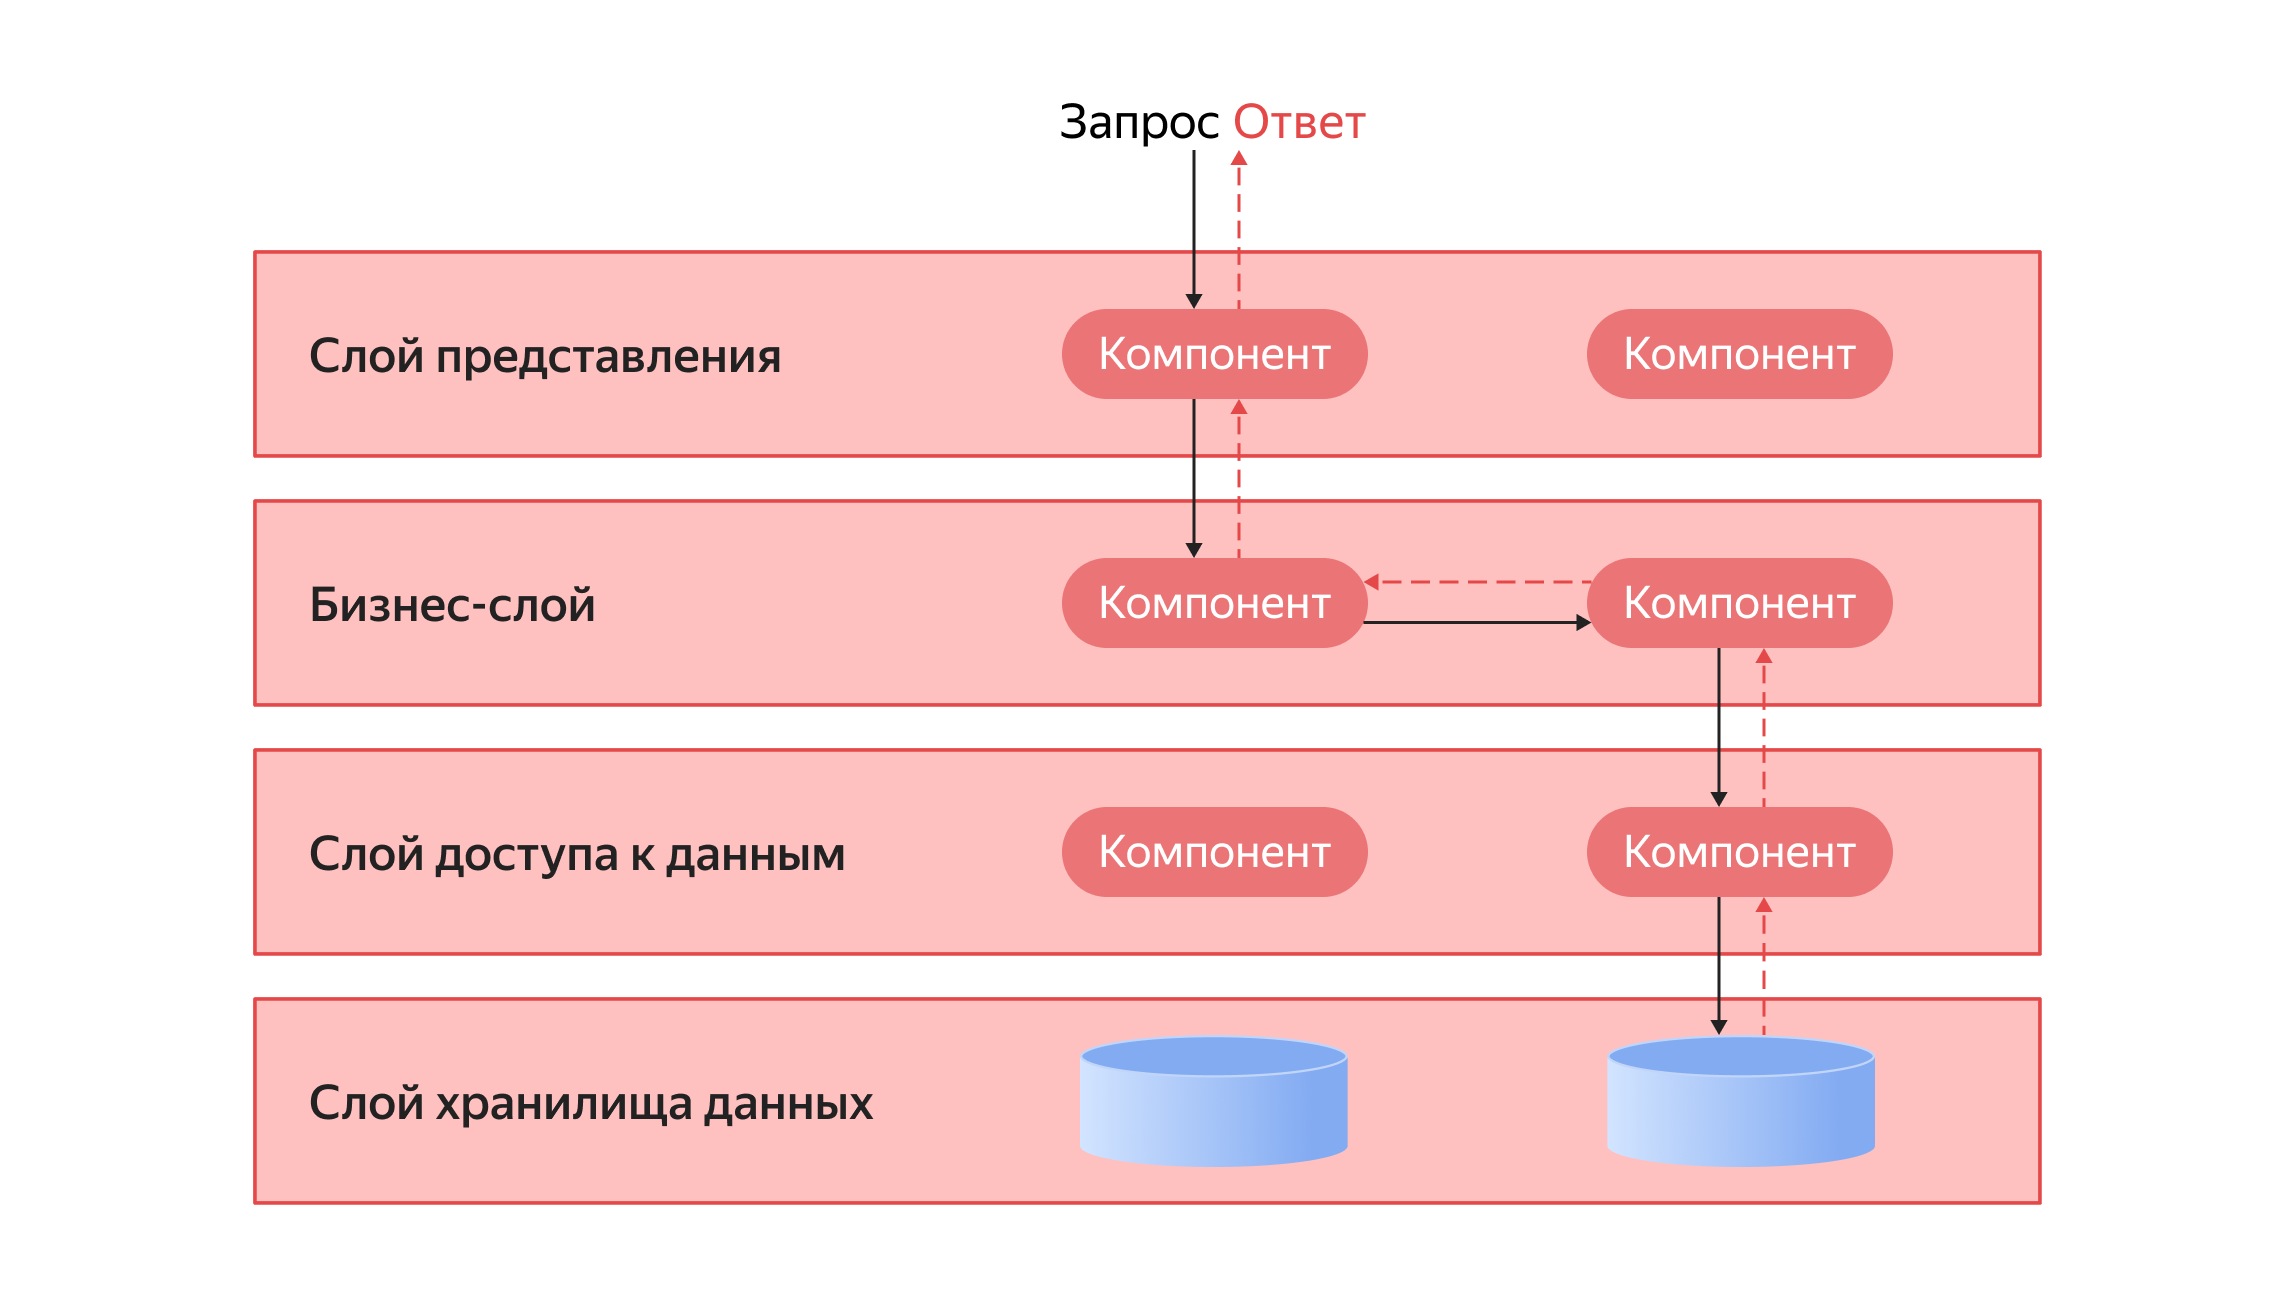 Запрос Ответ
Слой представления
Компонент
Компонент
Бизнес-слой
Компонент
Компонент
Слой доступа к данным
Компонент
Компонент
Слой хранилища данных